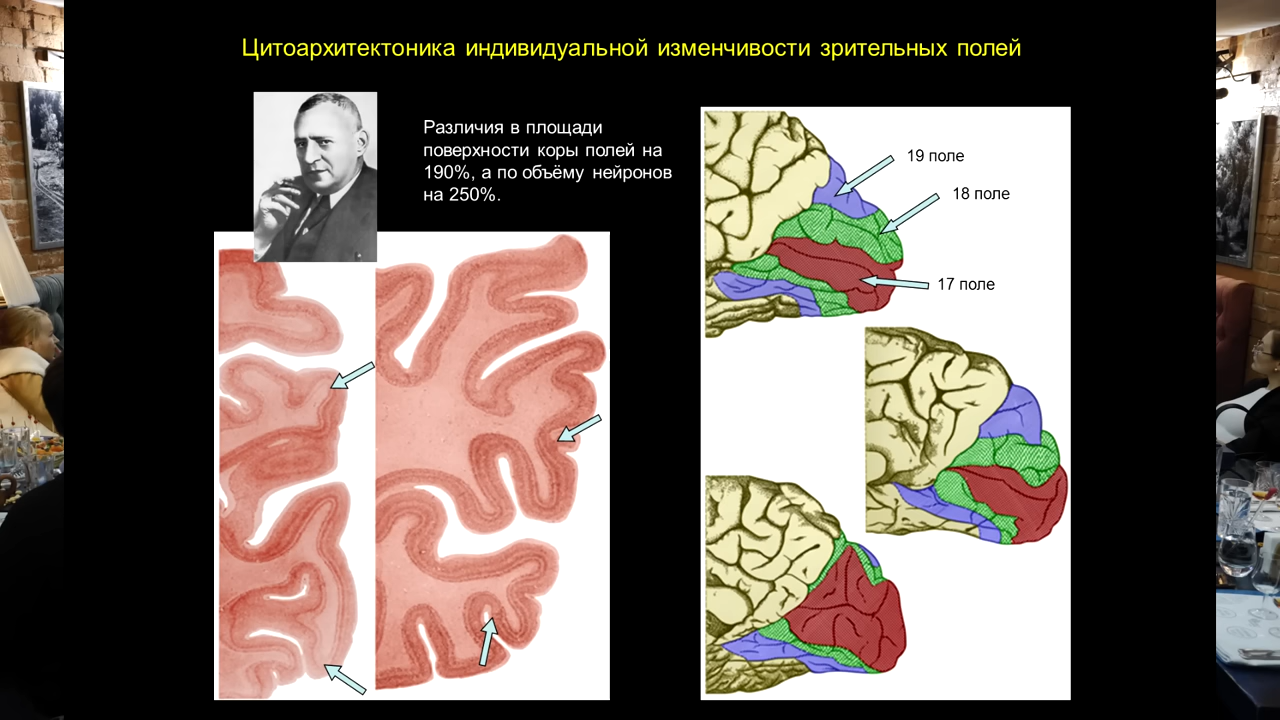 Цитоархитектоника индивидуальной изменчивости зрительных полей
Различия в площади
поверхности коры полей на
190%, а по объёму нейронов
на 250%.
19 поле
18 поле
17 поле